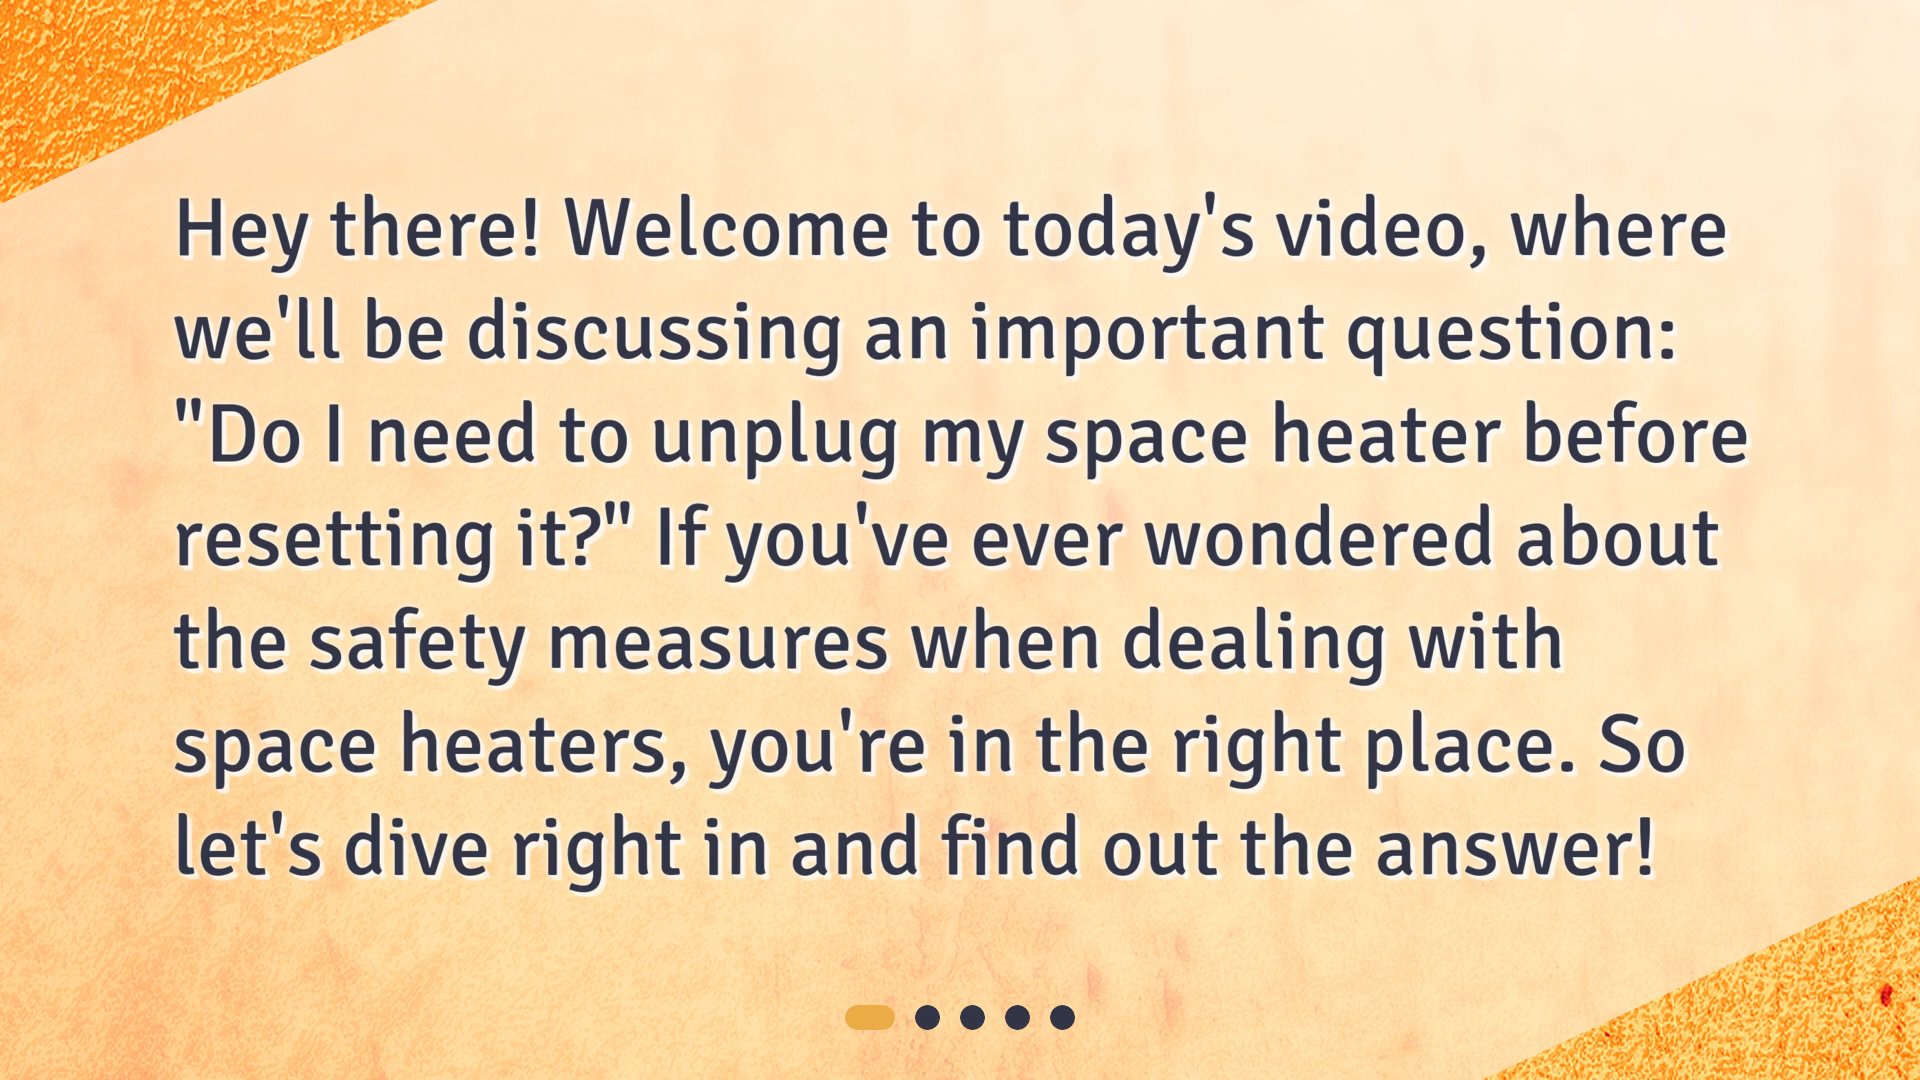 Hey there! Welcome to today's video, where
we'll be discussing an important question:
"Do I need to unplug my space heater before
resetting it?" If you've ever wondered about
the safety measures when dealing with
space heaters, you're in the right place. So
let's dive right in and find out the answer!